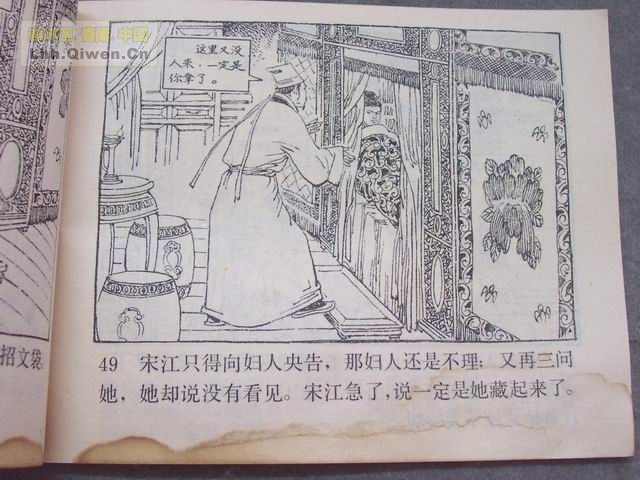 Lhh.Qiwen.Cn
这里又没
人来，一定是
你拿了。
招文袋
49 宋江只得向妇人央告，那妇人还是不理；又再三问
她，她却说没有看见。宋江急了，说一定是她藏起来了。